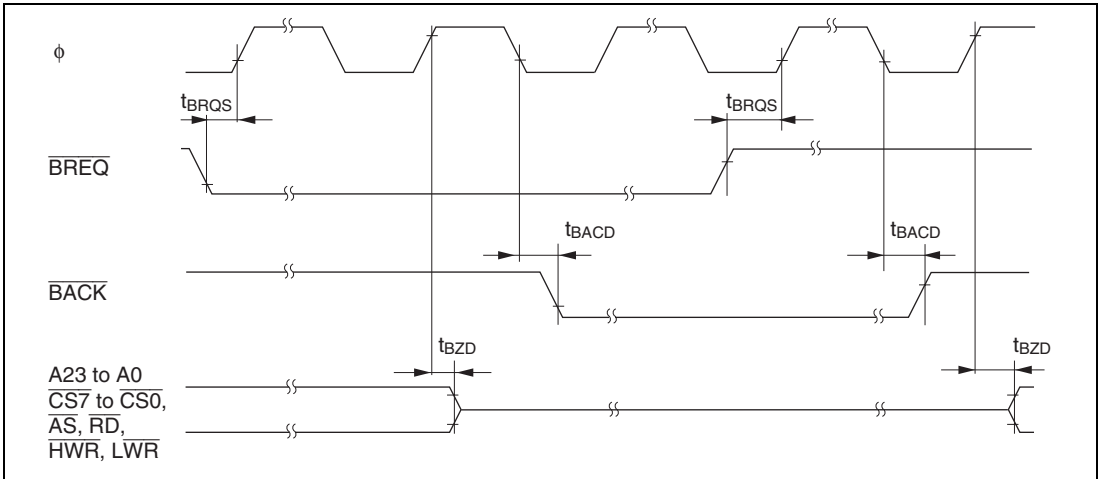 ϕ
tBRQS
tBRQS
BREQ
tBACD
tBACD
BACK
tBZD
tBZD
A23 to A0
CS7 to CS0,
AS, RD,
HWR, LWR